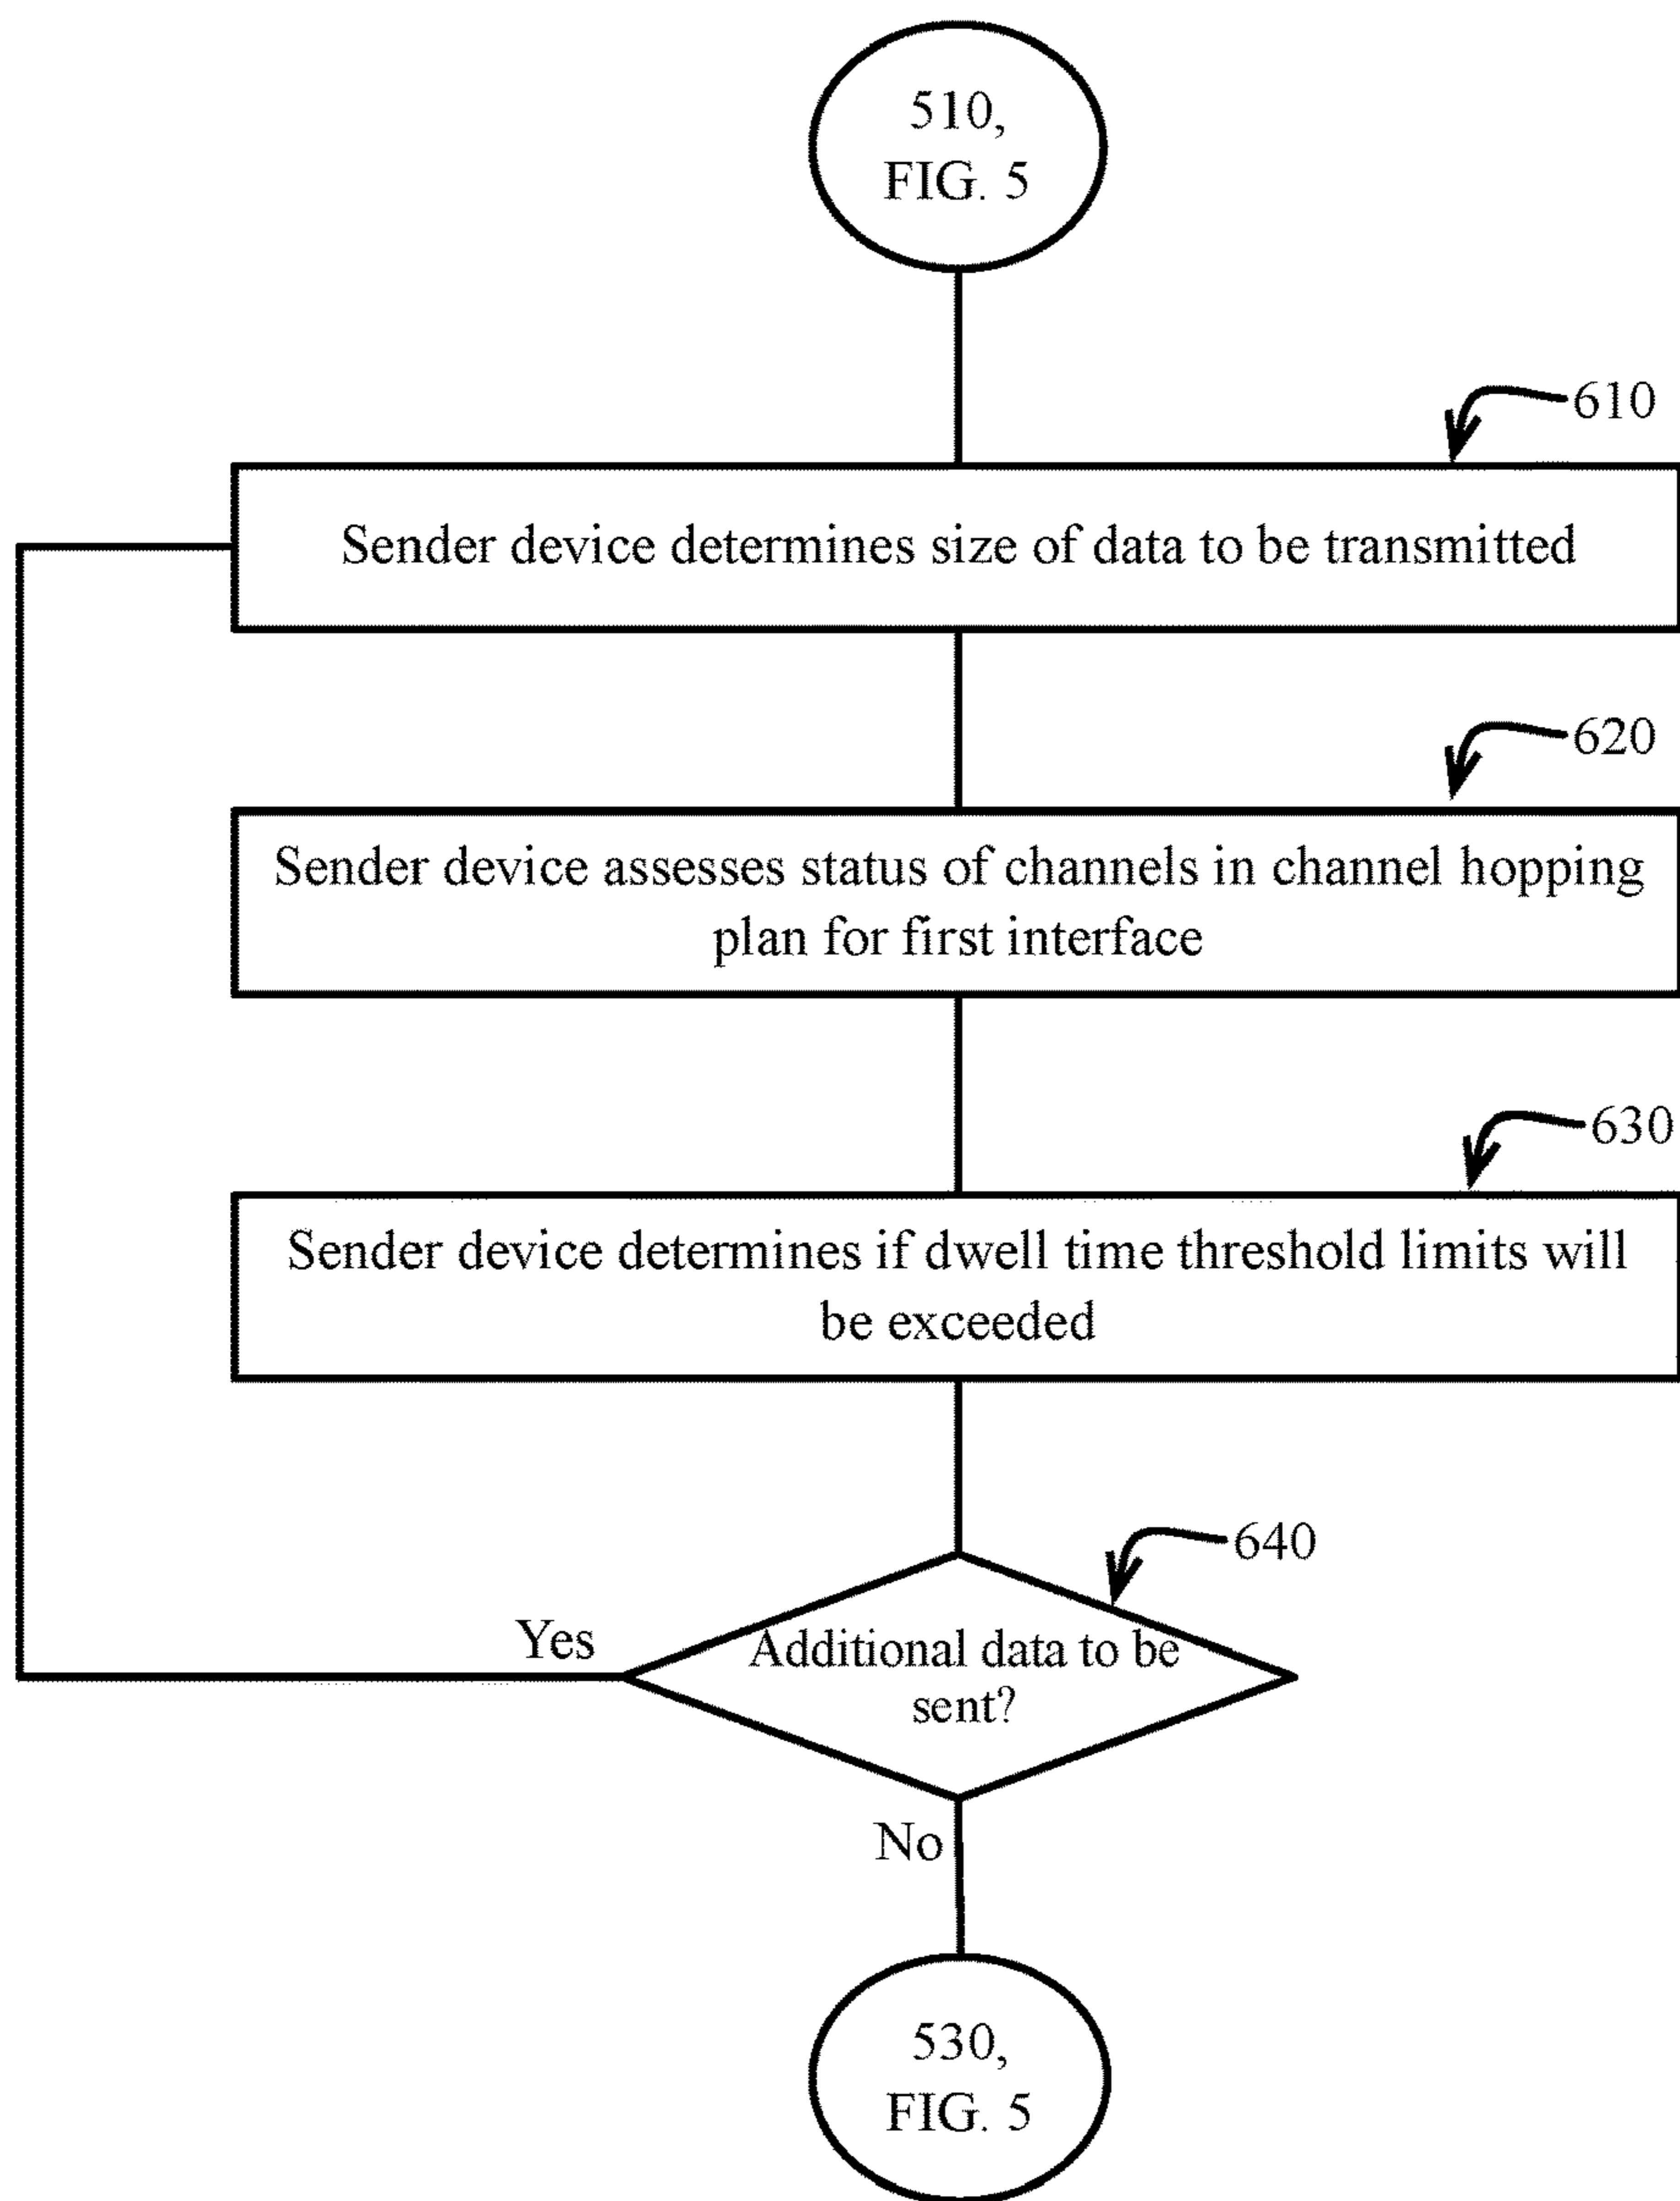 510,
FIG. 5
610
Sender device determines size of data to be transmitted
620
Sender device assesses status of channels in channel hopping
plan for first interface
630
Sender device determines if dwell time threshold limits will
be exceeded
640
Yes
Additional data to be
sent?
No
530,
FIG. 5